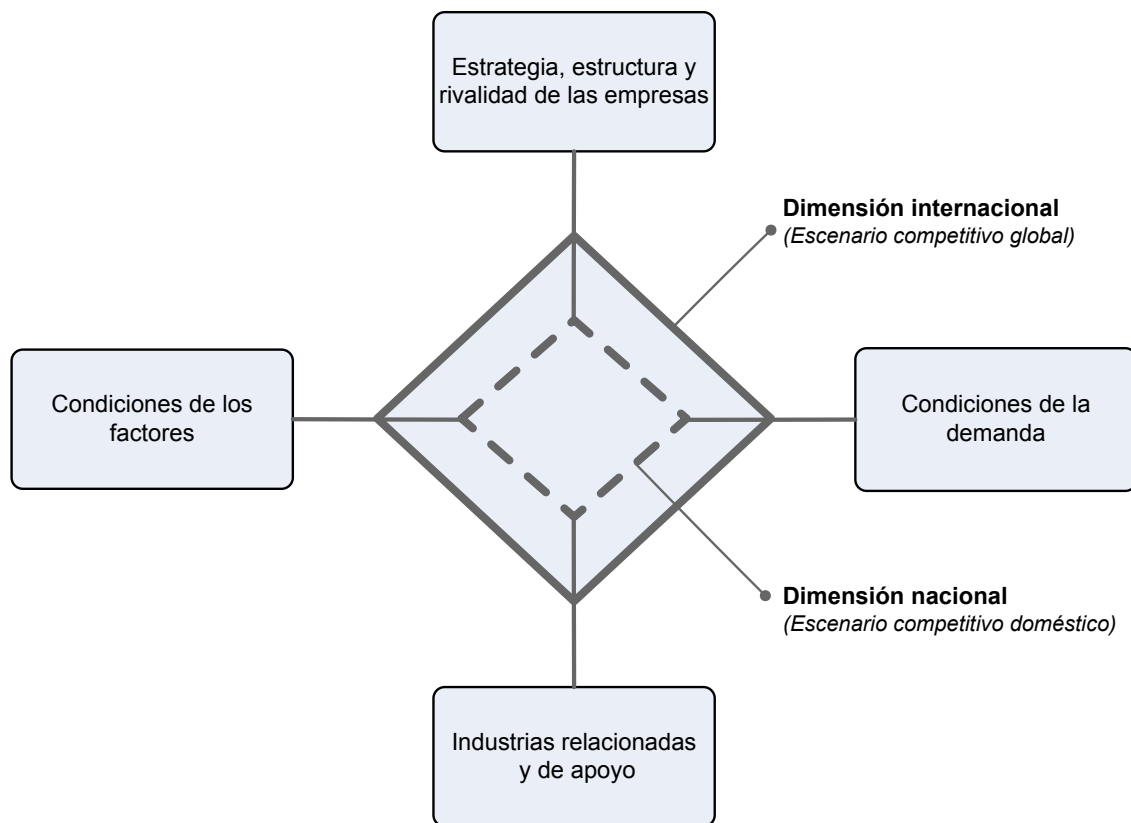 Estrategia, estructura y
rivalidad de las empresas
Dimensión internacional
(Escenario competitivo global)
Condiciones de los
factores
Condiciones de la
demanda
Dimensión nacional
(Escenario competitivo doméstico)
Industrias relacionadas
y de apoyo